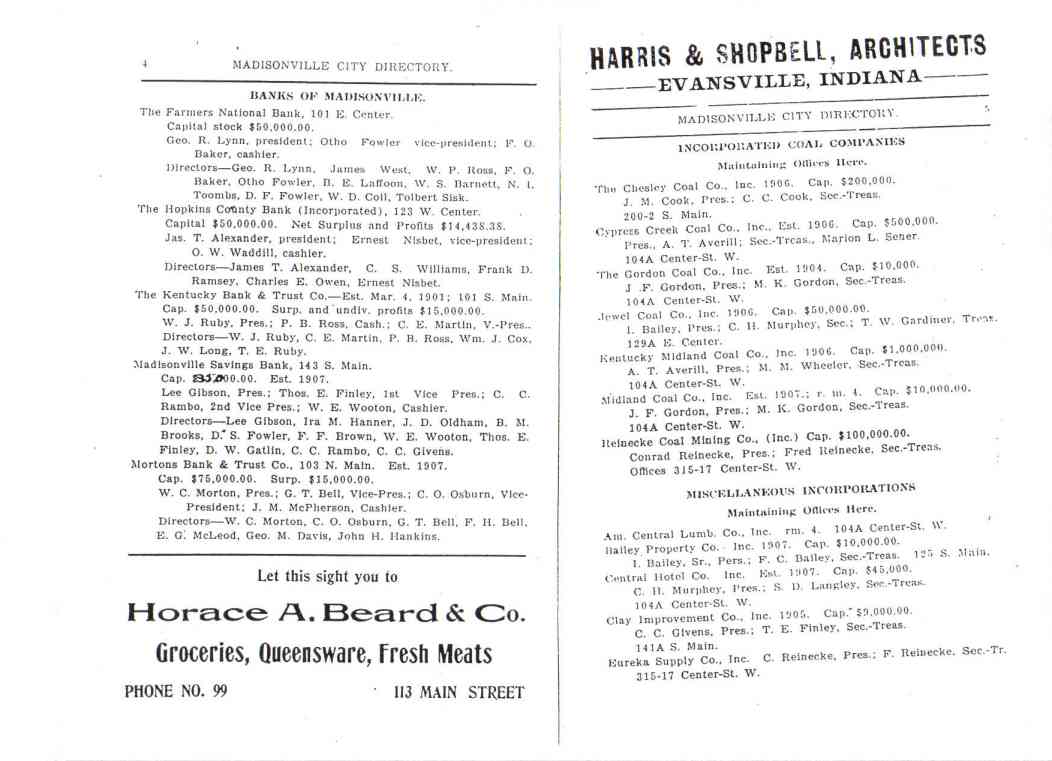 4 MADISONVILLE CITY DIRECTORY.
BANKS OF MADISONVILLE.
The Farmers National Bank, 101 E. Center.
Capital stock $50,000.00.
Geo. R. Lynn, president; Otho Fowler vice-president; F. O.
Baker, cashier.
Directors—Geo. R. Lynn, James West, W. P. Ross, F. O.
Baker, Otho Fowler, B. E. Laffoon, W. S. Barnett, N. I.
Toombs, D. F. Fowler, W. D. Coil, Tolbert Sisk.
The Hopkins County Bank (Incorporated), 123 W. Center.
Capital $50,000.00. Net Surplus and Profits $14,438.38.
Jas. T. Alexander, president; Ernest Nisbet, vice-president;
O. W. Waddill, cashier.
Directors—James T. Alexander, C. S. Williams, Frank D.
Ramsey, Charles E. Owen, Ernest Nisbet.
The Kentucky Bank & Trust Co.—Est. Mar. 4, 1901; 101 S. Main.
Cap. $50,000.00. Surp. and undiv. profits $15,000.00.
W. J. Ruby, Pres.; P. B. Ross, Cash.; C. E. Martin, V.-Pres..
Directors—W. J. Ruby, C. E. Martin, P. B. Ross, Wm. J. Cox,
J. W. Long, T. E. Ruby.
Madisonville Savings Bank, 143 S. Main.
Cap. 00.00. Est. 1907.
Lee Gibson, Pres.; Thos. E. Finley, 1st Vice Pres.; C. C.
Rambo, 2nd Vice Pres.; W. E. Wooton, Cashier.
Directors—Lee Gibson, Ira M. Hanner, J. D. Oldham, B. M.
Brooks, D. S. Fowler, F. F. Brown, W. E. Wooton, Thos. E.
Finley, D. W. Gatlin, C. C. Rambo, C. C. Givens.
Mortons Bank & Trust Co., 103 N. Main. Est. 1907.
Cap. $75,000.00. Surp. $15,000.00.
W. C. Morton, Pres.; G. T. Bell, Vice-Pres.; C. O. Osburn, Vice-
President; J. M. McPherson, Cashier.
Directors—W. C. Morton, C. O. Osburn, G. T. Bell, F. H. Bell,
E. G. McLeod, Geo. M. Davis, John H. Hankins.
Let this sight you to
Horace A. Beard & Co.
Groceries, Queensware, Fresh Meats
PHONE NO. 99 113 MAIN STREET
HARRIS & SHOPBELL, ARCHITECTS
EVANSVILLE, INDIANA
MADISONVILLE CITY DIRECTORY.
INCORPORATED COAL COMPANIES
Maintaining Offices Here.
The Chesley Coal Co., Inc. 1906. Cap. $200,000.
J. M. Cook, Pres.; C. C. Cook, Sec.-Treas.
200-2 S. Main.
Cypress Creek Coal Co., Inc., Est. 1906. Cap. $500,000.
Pres., A. T. Averill; Sec.-Treas., Marion L. Sener.
104A Center-St. W.
The Gordon Coal Co., Inc. Est. 1904. Cap. $10,000.
J .F. Gordon, Pres.; M. K. Gordon, Sec.-Treas.
104A Center-St. W.
Jewel Coal Co., Inc. 1906. Cap. $50,000.00.
I. Bailey, Pres.; C. H. Murphey, Sec.; T. W. Gardiner, Treas.
129A E. Center.
Kentucky Midland Coal Co., Inc. 1906. Cap. $1,000,000.
A. T. Averill, Pres.; M. M. Wheeler, Sec.-Treas.
104A Center-St. W.
Midland Coal Co., Inc. Est. 1907.; r. m. 4. Cap. $10,000.00.
J. F. Gordon, Pres.; M. K. Gordon, Sec.-Treas.
104A Center-St. W.
Reinecke Coal Mining Co., (Inc.) Cap. $100,000.00.
Conrad Reinecke, Pres.; Fred Reinecke, Sec.-Treas.
Offices 315-17 Center-St. W.
MISCELLANEOUS INCORPORATIONS
Maintaining Offices Here.
Am. Central Lumb. Co., Inc. rm. 4. 104A Center-St. W.
Bailey Property Co. Inc. 1907. Cap. $10,000.00.
I. Bailey, Sr., Pers.; F. C. Bailey, Sec.-Treas. 125 S. Main.
Central Hotel Co. Inc. Est. 1907. Cap. $45,000.
C. H. Murphey, Pres.; S. D. Langley, Sec.-Treas.
104A Center-St. W.
Clay Improvement Co., Inc. 1905. Cap. $9,000.00.
C. C. Givens, Pres.; T. E. Finley, Sec.-Treas.
141A S. Main.
Eureka Supply Co., Inc. C. Reinecke, Pres.; F. Reinecke, Sec.-Tr.
315-17 Center-St. W.